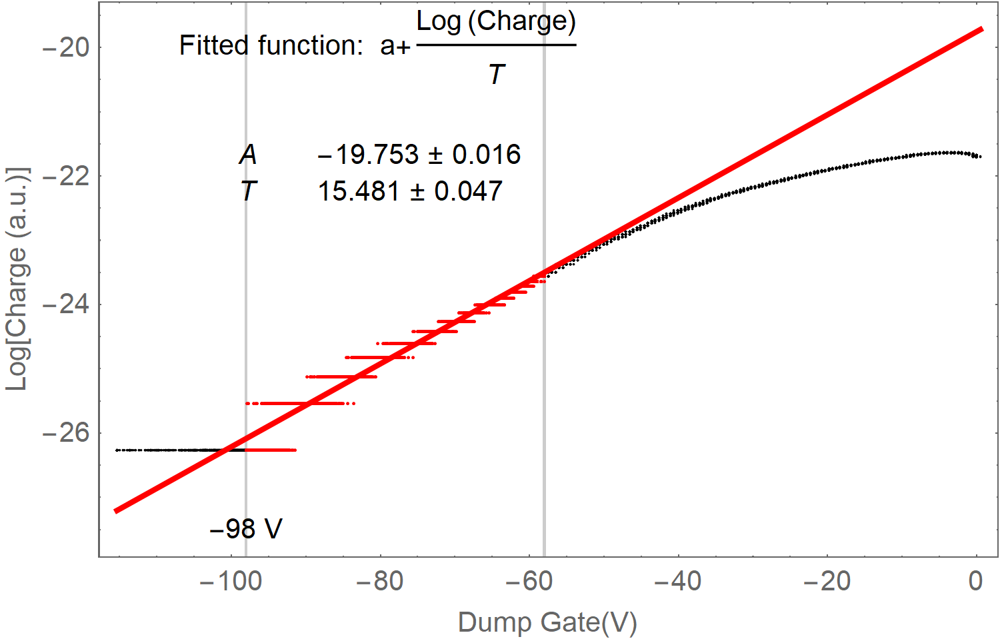 Log (Charge)
Fitted function: a+
T
A −19.753 ± 0.016
T 15.481 ± 0.047
−98 V
−20
−22
−24
−26
Log[Charge (a.u.)]
−100 −80 −60 −40 −20 0
Dump Gate(V)